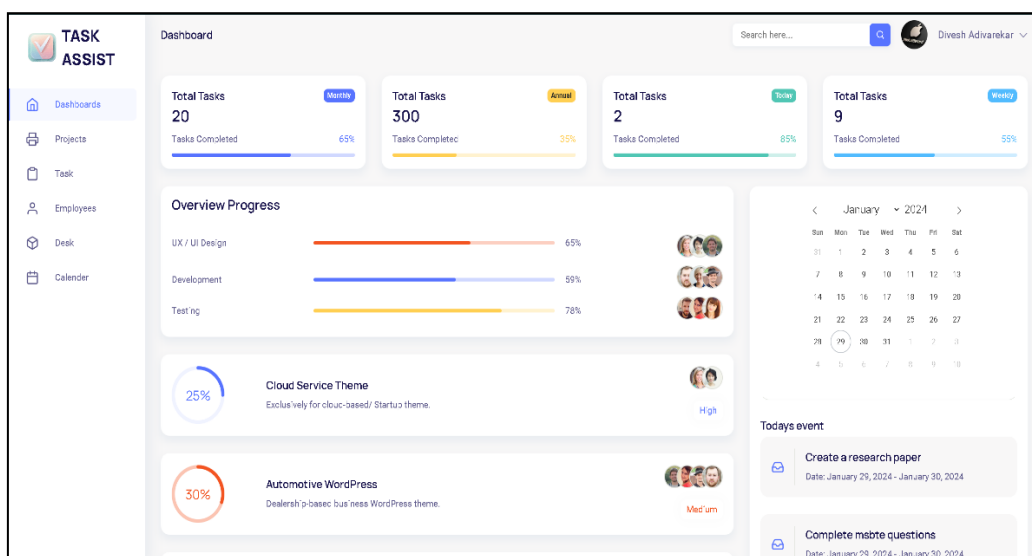 TASK
ASSIST
Dashboard
Search here...
Divesh Adivarekar
Dashboards
Projects
Task
Employees
Desk
Calender
Total Tasks
Monthly
20
Tasks Completed
65%
Total Tasks
Annual
300
Tasks Completed
35%
Total Tasks
Today
2
Tasks Completed
85%
Total Tasks
Weekly
9
Tasks Completed
55%
Overview Progress
UX / UI Design
65%
Development
59%
Testing
78%
25%
Cloud Service Theme
Exclusively for cloud-based/ Startup theme.
High
30%
Automotive WordPress
Dealership-based business WordPress theme.
Medium
January 2024
Sun Mon Tue Wed Thu Fri Sat
31 1 2 3 4 5 6
7 8 9 10 11 12 13
14 15 16 17 18 19 20
21 22 23 24 25 26 27
28 29 30 31 1 2 3
4 5 6 7 8 9 10
Todays event
Create a research paper
Date: January 29, 2024 - January 30, 2024
Complete msbte questions
Date: January 29, 2024 - January 30, 2024